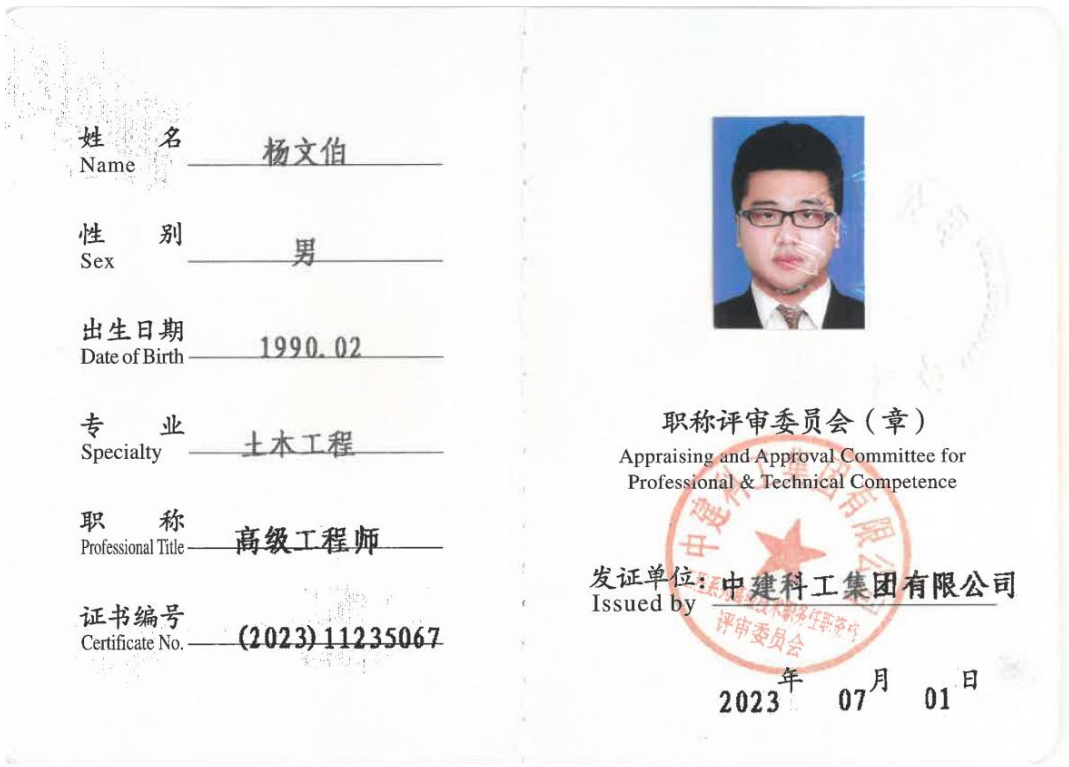 姓 名 杨文伯
Name
性 别 男
Sex
出生日期 1990.02
Date of Birth
专 业 土木工程
Specialty
职 称 高级工程师
Professional Title
证书编号 (2023)11235067
Certificate No.
职称评审委员会（章）
Appraising and Approval Committee for
Professional & Technical Competence
中建科工集团有限公司
评审委员会
发证单位：中建科工集团有限公司
Issued by
2023年 07月 01日